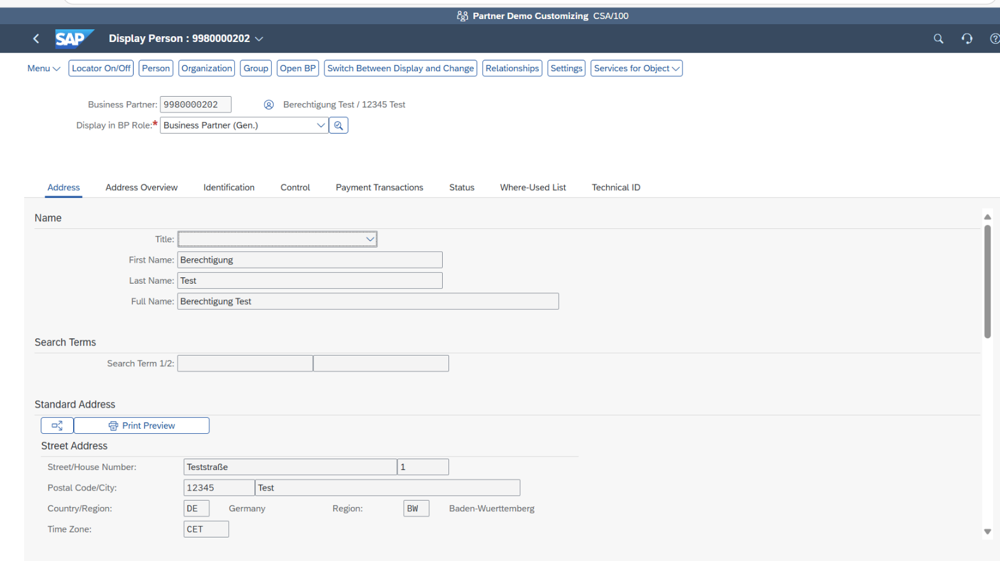 Partner Demo Customizing CSA/100
SAP Display Person : 9980000202
Menu Locator On/Off Person Organization Group Open BP Switch Between Display and Change Relationships Settings Services for Object
Business Partner: 9980000202 Berechtigung Test / 12345 Test
Display in BP Role:* Business Partner (Gen.)
Address Address Overview Identification Control Payment Transactions Status Where-Used List Technical ID
Name
Title:
First Name: Berechtigung
Last Name: Test
Full Name: Berechtigung Test
Search Terms
Search Term 1/2:
Standard Address
Print Preview
Street Address
Street/House Number: Teststraße 1
Postal Code/City: 12345 Test
Country/Region: DE Germany Region: BW Baden-Wuerttemberg
Time Zone: CET